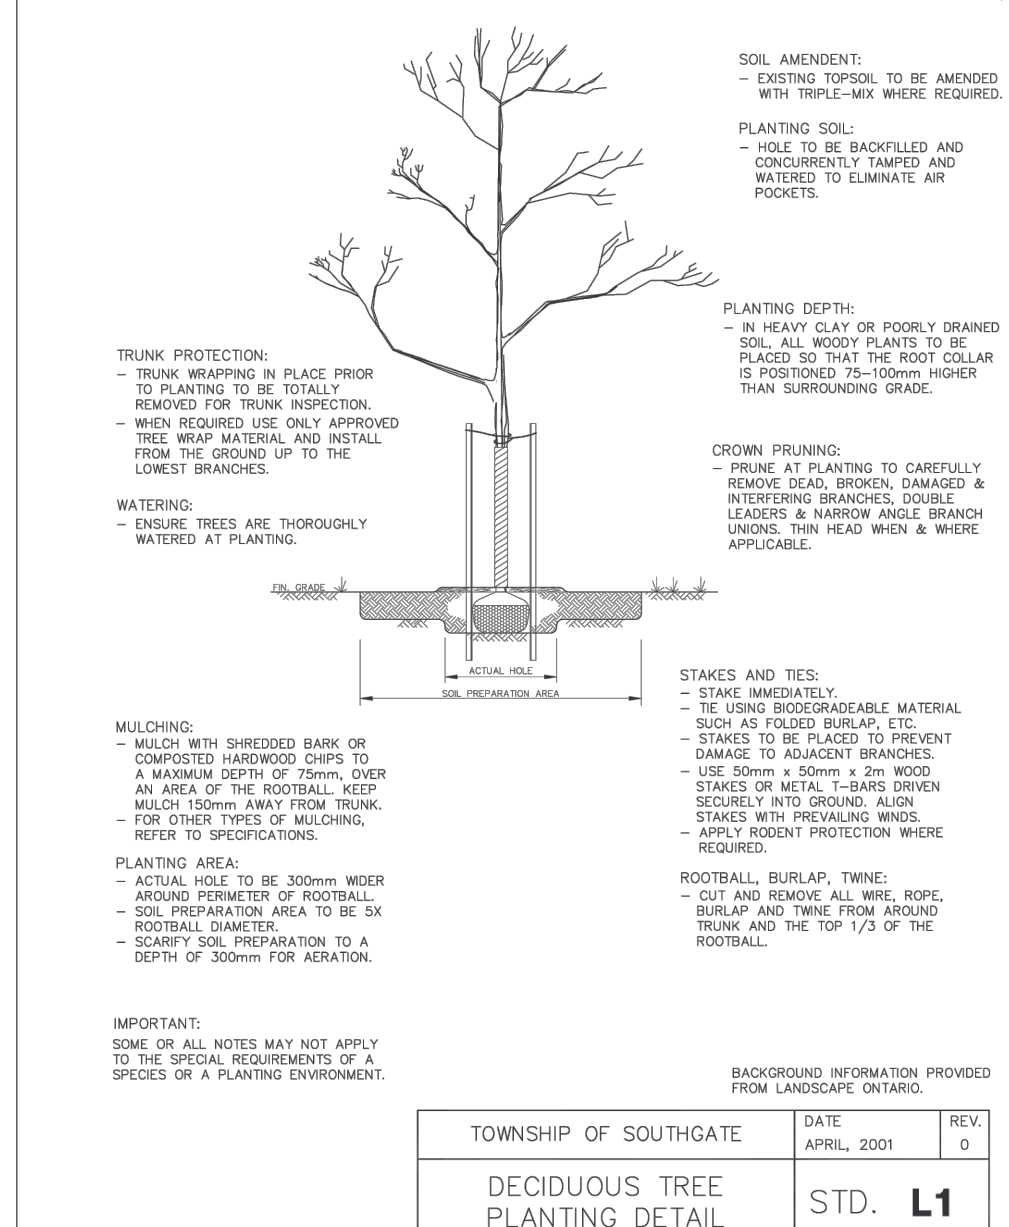 SOIL AMENDENT:
– EXISTING TOPSOIL TO BE AMENDED
WITH TRIPLE–MIX WHERE REQUIRED.
PLANTING SOIL:
– HOLE TO BE BACKFILLED AND
CONCURRENTLY TAMPED AND
WATERED TO ELIMINATE AIR
POCKETS.
PLANTING DEPTH:
– IN HEAVY CLAY OR POORLY DRAINED
SOIL, ALL WOODY PLANTS TO BE
PLACED SO THAT THE ROOT COLLAR
IS POSITIONED 75–100mm HIGHER
THAN SURROUNDING GRADE.
TRUNK PROTECTION:
– TRUNK WRAPPING IN PLACE PRIOR
TO PLANTING TO BE TOTALLY
REMOVED FOR TRUNK INSPECTION.
– WHEN REQUIRED USE ONLY APPROVED
TREE WRAP MATERIAL AND INSTALL
FROM THE GROUND UP TO THE
LOWEST BRANCHES.
CROWN PRUNING:
– PRUNE AT PLANTING TO CAREFULLY
REMOVE DEAD, BROKEN, DAMAGED &
INTERFERING BRANCHES, DOUBLE
LEADERS & NARROW ANGLE BRANCH
UNIONS. THIN HEAD WHEN & WHERE
APPLICABLE.
WATERING:
– ENSURE TREES ARE THOROUGHLY
WATERED AT PLANTING.
FIN. GRADE
ACTUAL HOLE
SOIL PREPARATION AREA
MULCHING:
– MULCH WITH SHREDDED BARK OR
COMPOSTED HARDWOOD CHIPS TO
A MAXIMUM DEPTH OF 75mm, OVER
AN AREA OF THE ROOTBALL. KEEP
MULCH 150mm AWAY FROM TRUNK.
– FOR OTHER TYPES OF MULCHING,
REFER TO SPECIFICATIONS.
PLANTING AREA:
– ACTUAL HOLE TO BE 300mm WIDER
AROUND PERIMETER OF ROOTBALL.
– SOIL PREPARATION AREA TO BE 5X
ROOTBALL DIAMETER.
– SCARIFY SOIL PREPARATION TO A
DEPTH OF 300mm FOR AERATION.
STAKES AND TIES:
– STAKE IMMEDIATELY.
– TIE USING BIODEGRADEABLE MATERIAL
SUCH AS FOLDED BURLAP, ETC.
– STAKES TO BE PLACED TO PREVENT
DAMAGE TO ADJACENT BRANCHES.
– USE 50mm x 50mm x 2m WOOD
STAKES OR METAL T–BARS DRIVEN
SECURELY INTO GROUND. ALIGN
STAKES WITH PREVAILING WINDS.
– APPLY RODENT PROTECTION WHERE
REQUIRED.
ROOTBALL, BURLAP, TWINE:
– CUT AND REMOVE ALL WIRE, ROPE,
BURLAP AND TWINE FROM AROUND
TRUNK AND THE TOP 1/3 OF THE
ROOTBALL.
IMPORTANT:
SOME OR ALL NOTES MAY NOT APPLY
TO THE SPECIAL REQUIREMENTS OF A
SPECIES OR A PLANTING ENVIRONMENT.
BACKGROUND INFORMATION PROVIDED
FROM LANDSCAPE ONTARIO.
TOWNSHIP OF SOUTHGATE
DATE
APRIL, 2001
REV.
0
DECIDUOUS TREE
PLANTING DETAIL
STD. L1